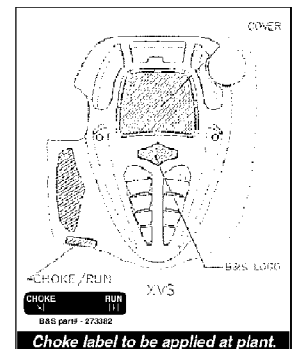 COVER
B&S LOGO
CHOKE/RUN
XVS
CHOKE RUN
B&S part# - 273382
Choke label to be applied at plant.